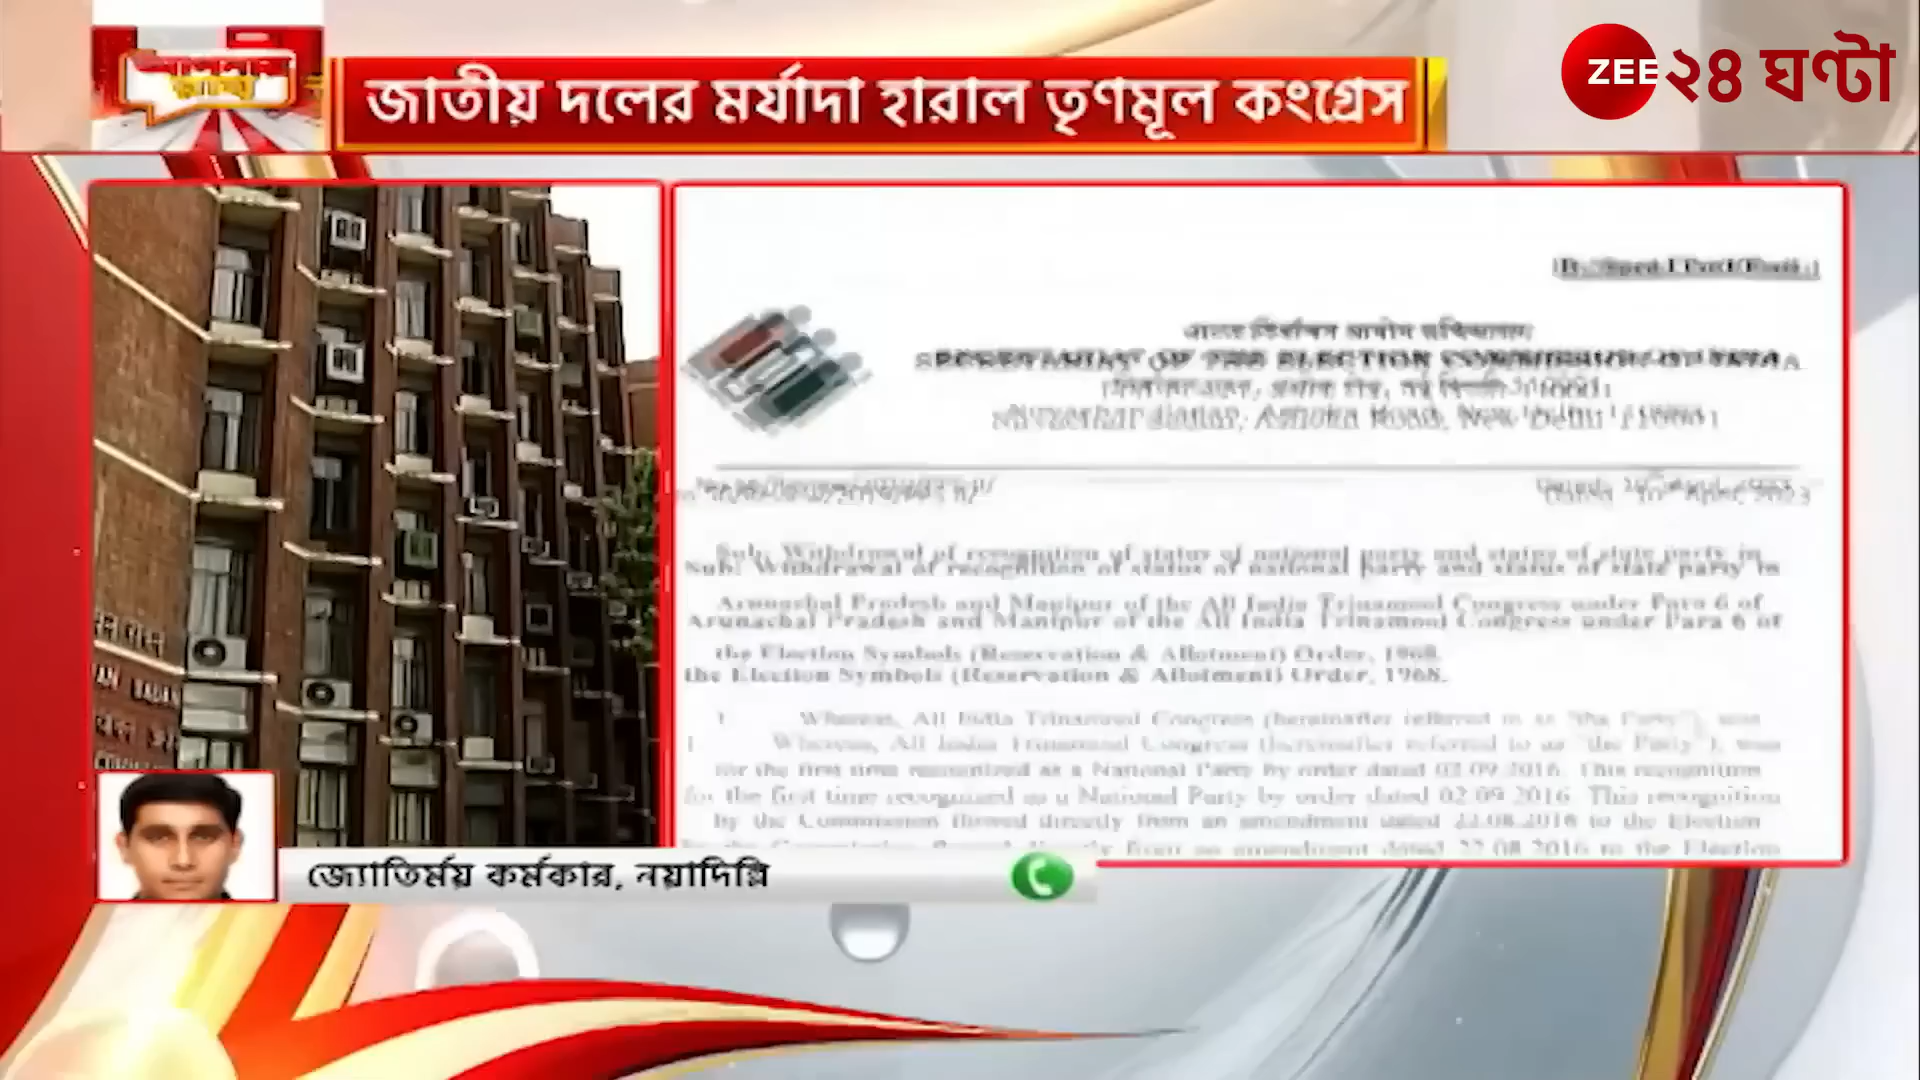 জাতীয় দলের মর্যাদা হারাল তৃণমূল কংগ্রেস
ZEE ২৪ ঘণ্টা
SECRETARIAT OF THE ELECTION COMMISSION OF INDIA
Nirvachan Sadan, Ashoka Road, New Delhi 110001
Dated: 10th April, 2023
Sub: Withdrawal of recognition of status of national party and status of state party in
Arunachal Pradesh and Manipur of the All India Trinamool Congress under Para 6 of
the Election Symbols (Reservation & Allotment) Order, 1968.
1. Whereas, All India Trinamool Congress (hereinafter referred to as "the Party"), was
for the first time recognized as a National Party by order dated 02.09.2016. This recognition
by the Commission flowed directly from an amendment dated 22.08.2016 to the Election
জ্যোতির্ময় কর্মকার, নয়াদিল্লি